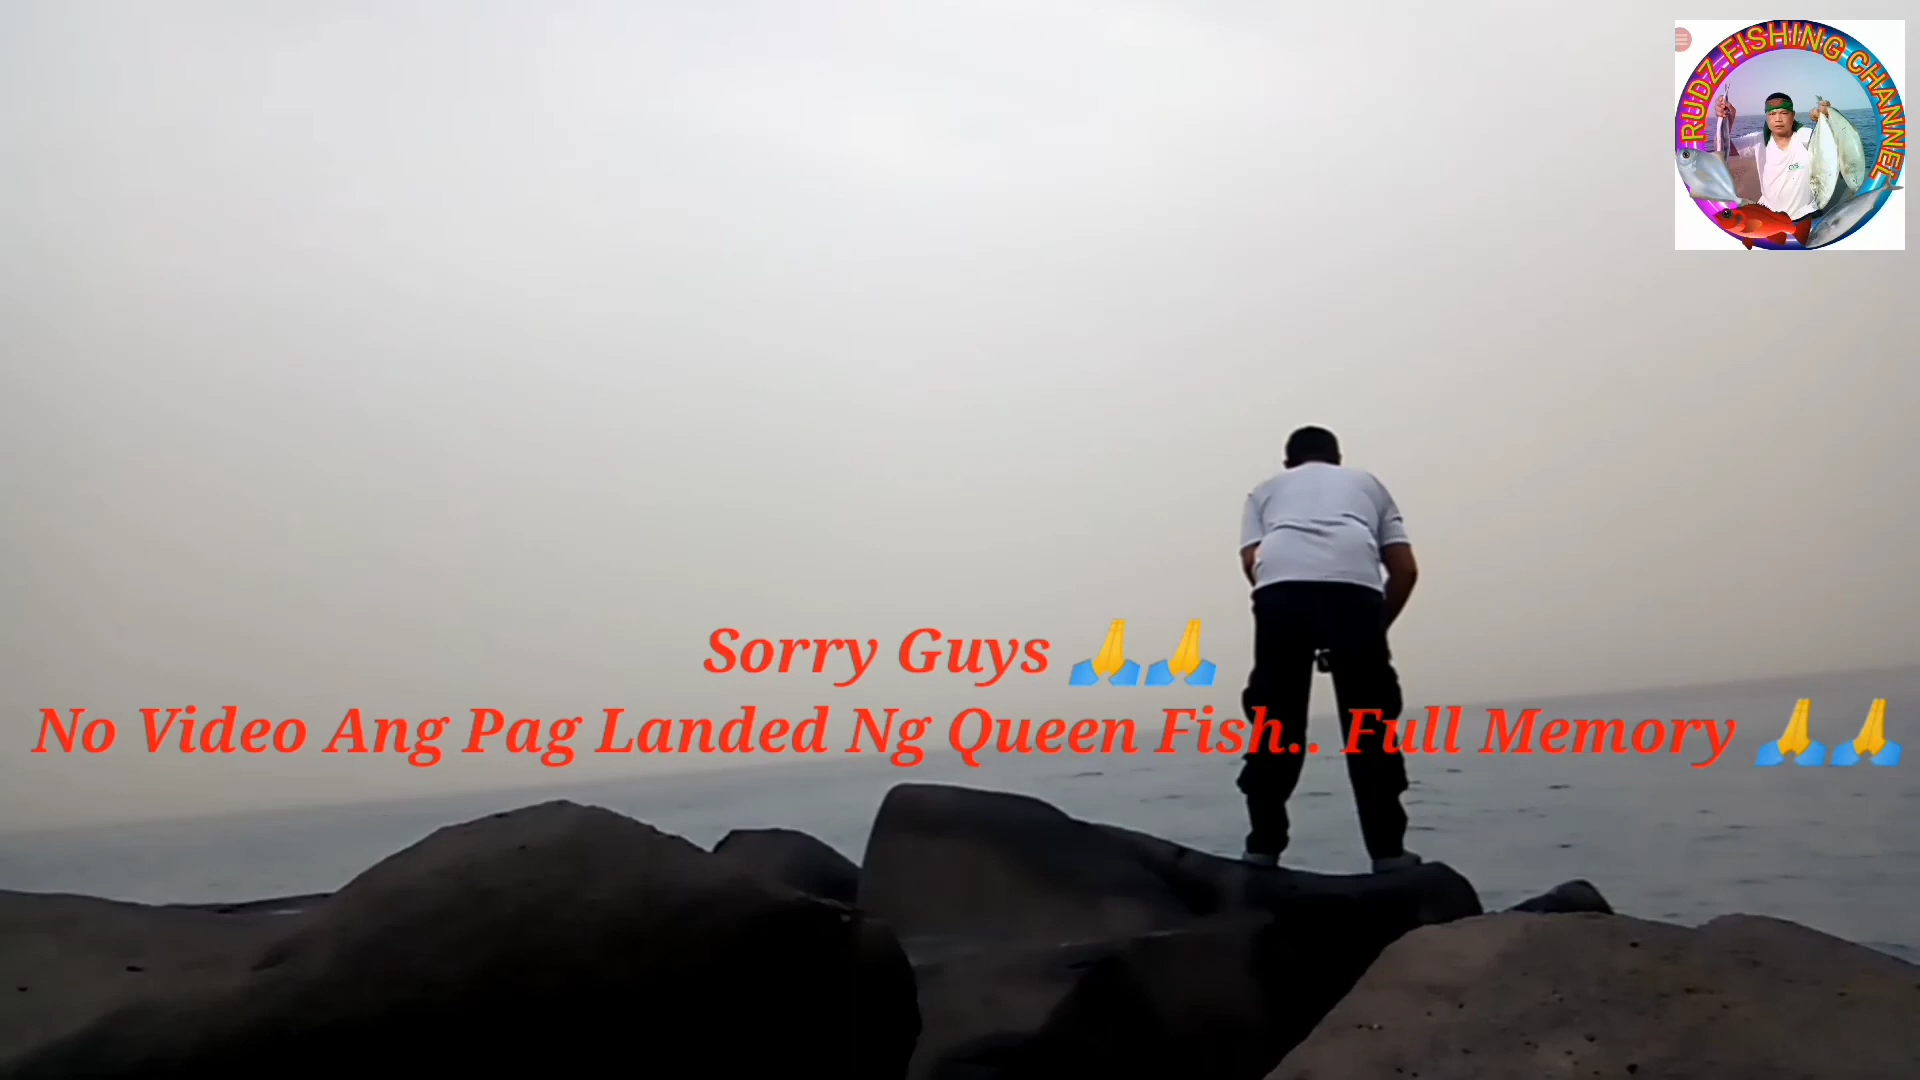 RUDZ FISHING CHANNEL
Sorry Guys 🙏🙏
No Video Ang Pag Landed Ng Queen Fish.. Full Memory 🙏🙏